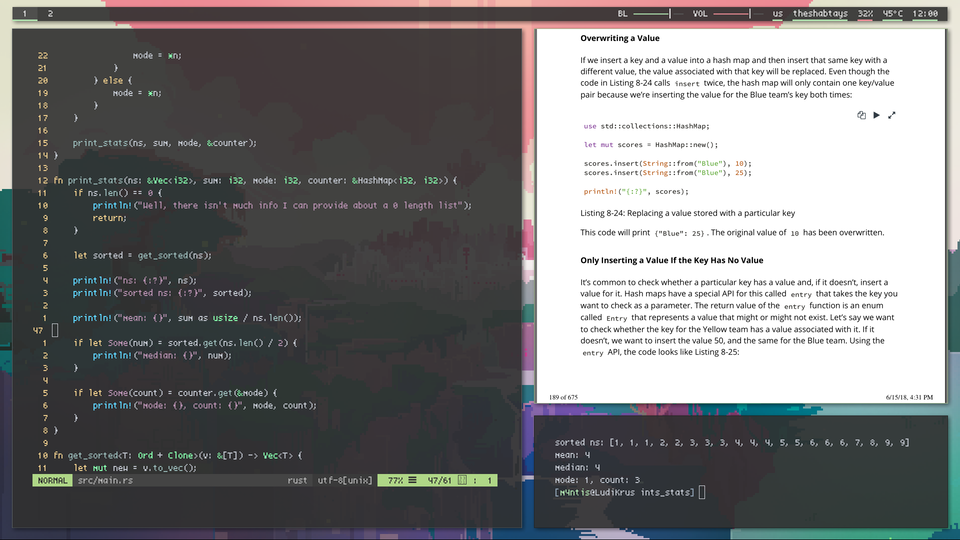 1 2 BL VOL us theshabtays 32% 45°C 12:00
22 mode = *n;
21 }
20 } else {
19 mode = *n;
18 }
17 }
16
15 print_stats(ns, sum, mode, &counter);
14 }
13
12 fn print_stats(ns: &Vec<i32>, sum: i32, mode: i32, counter: &HashMap<i32, i32>) {
11 if ns.len() == 0 {
10 println!("Well, there isn't much info I can provide about a 0 length list");
9 return;
8 }
7
6 let sorted = get_sorted(ns);
5
4 println!("ns: {:?}", ns);
3 println!("sorted ns: {:?}", sorted);
2
1 println!("mean: {}", sum as usize / ns.len());
47
1 if let Some(num) = sorted.get(ns.len() / 2) {
2 println!("median: {}", num);
3 }
4
5 if let Some(count) = counter.get(&mode) {
6 println!("mode: {}, count: {}", mode, count);
7 }
8 }
9
10 fn get_sorted<T: Ord + Clone>(v: &[T]) -> Vec<T> {
11 let mut new = v.to_vec();
NORMAL src/main.rs rust utf-8[unix] 77% ☰ 47/61 : 1
Overwriting a Value
If we insert a key and a value into a hash map and then insert that same key with a
different value, the value associated with that key will be replaced. Even though the
code in Listing 8-24 calls insert twice, the hash map will only contain one key/value
pair because we're inserting the value for the Blue team's key both times:
use std::collections::HashMap;
let mut scores = HashMap::new();
scores.insert(String::from("Blue"), 10);
scores.insert(String::from("Blue"), 25);
println!("{:?}", scores);
Listing 8-24: Replacing a value stored with a particular key
This code will print {"Blue": 25}. The original value of 10 has been overwritten.
Only Inserting a Value If the Key Has No Value
It's common to check whether a particular key has a value and, if it doesn't, insert a
value for it. Hash maps have a special API for this called entry that takes the key you
want to check as a parameter. The return value of the entry function is an enum
called Entry that represents a value that might or might not exist. Let's say we want
to check whether the key for the Yellow team has a value associated with it. If it
doesn't, we want to insert the value 50, and the same for the Blue team. Using the
entry API, the code looks like Listing 8-25:
189 of 675 6/15/18, 4:31 PM
sorted ns: [1, 1, 1, 2, 2, 3, 3, 3, 4, 4, 4, 5, 5, 6, 6, 6, 7, 8, 9, 9]
mean: 4
median: 4
mode: 1, count: 3
[m4ntis@LudiKrus ints_stats]